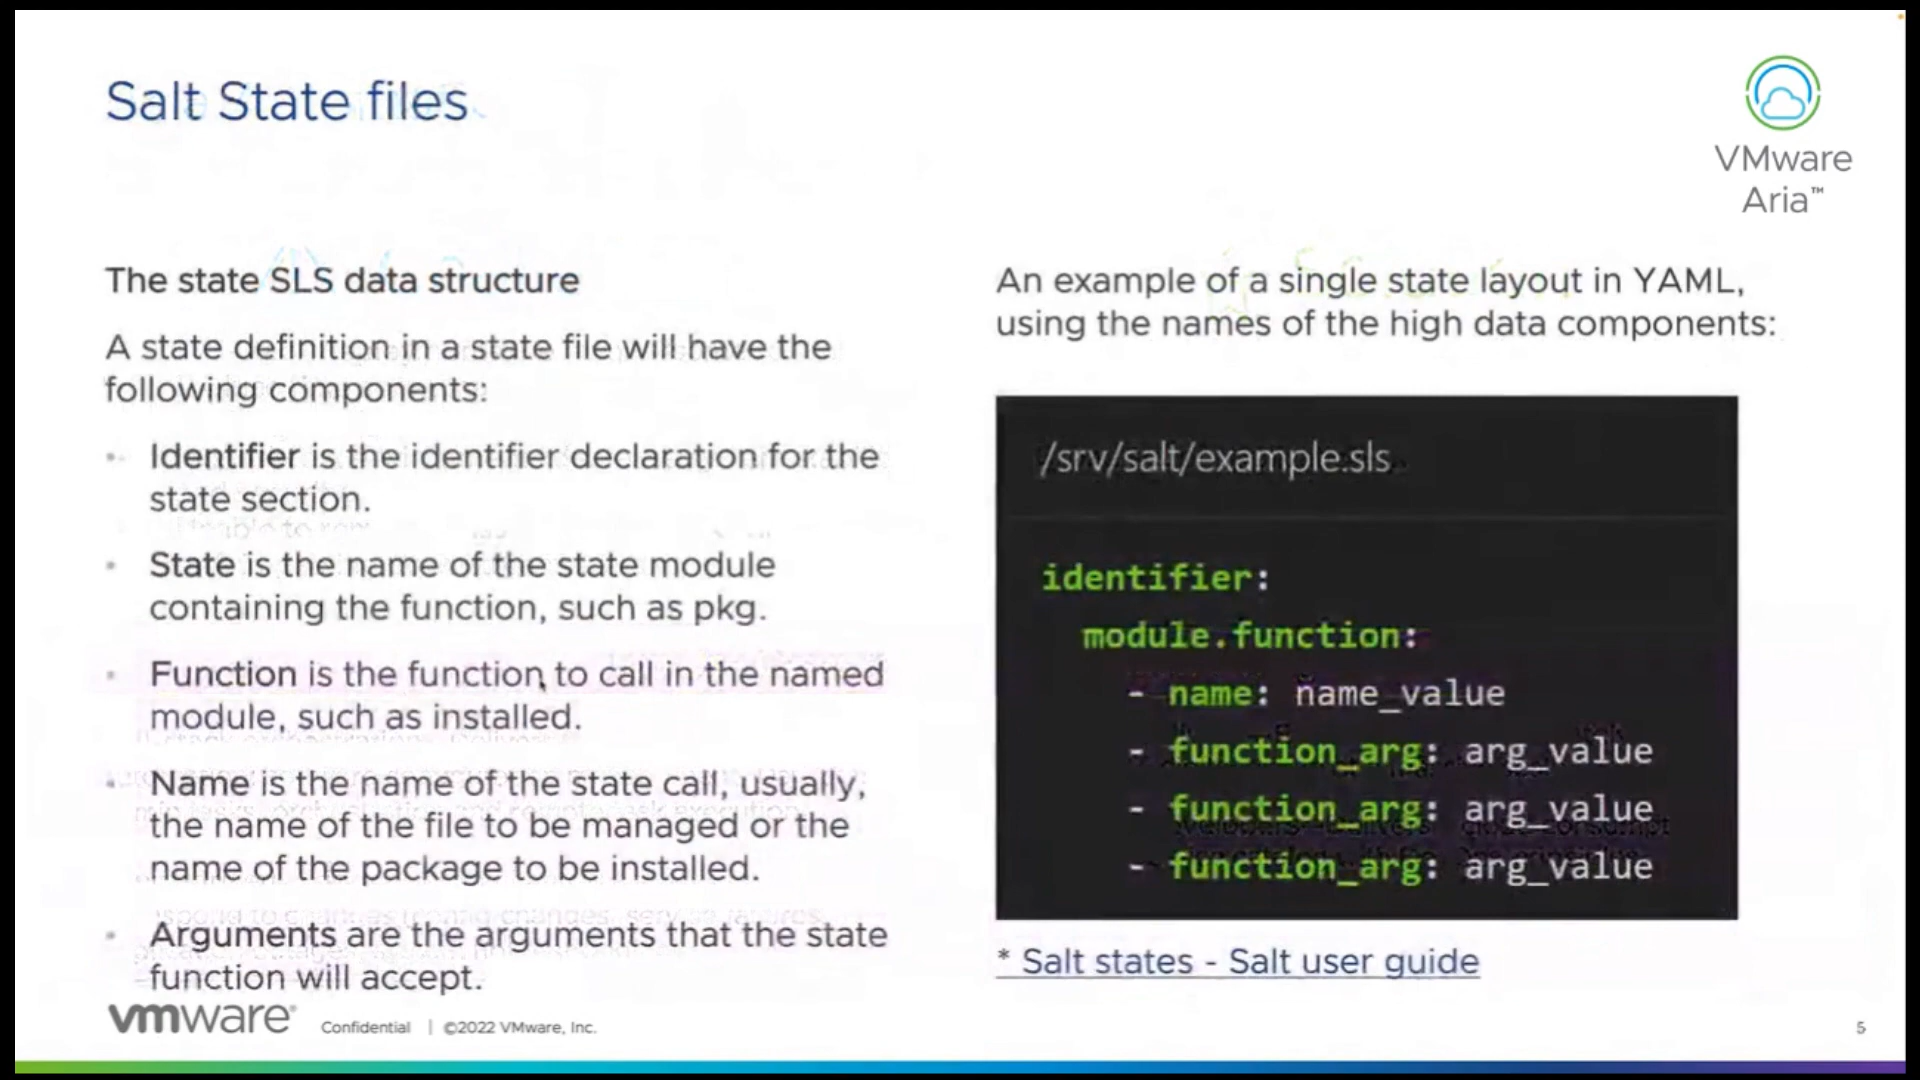 Salt State files
VMware
Aria™
The state SLS data structure
A state definition in a state file will have the
following components:
• Identifier is the identifier declaration for the
state section.
• State is the name of the state module
containing the function, such as pkg.
• Function is the function to call in the named
module, such as installed.
• Name is the name of the state call, usually,
the name of the file to be managed or the
name of the package to be installed.
• Arguments are the arguments that the state
function will accept.
An example of a single state layout in YAML,
using the names of the high data components:
/srv/salt/example.sls
identifier:
module.function:
- name: name_value
- function_arg: arg_value
- function_arg: arg_value
- function_arg: arg_value
* Salt states - Salt user guide
vmware®
Confidential | ©2022 VMware, Inc.
5